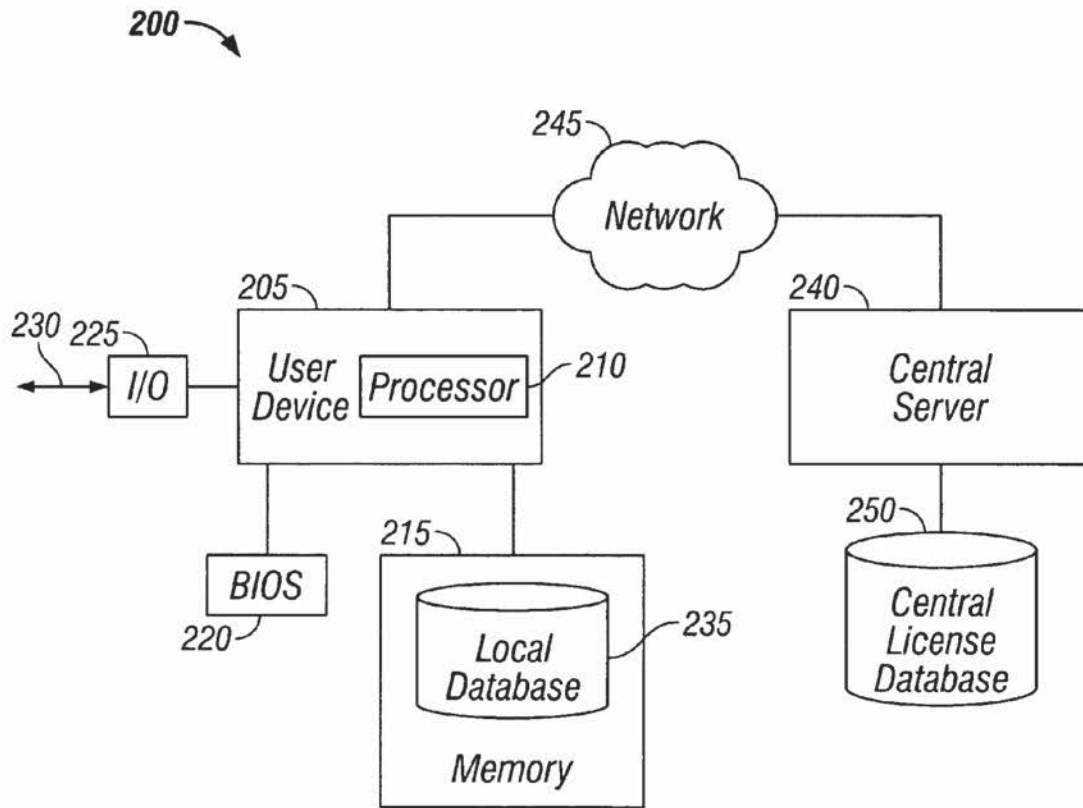 200
245
Network
205
240
230
225
I/O
User
Device
Processor
210
Central
Server
215
250
BIOS
220
Local
Database
235
Central
License
Database
Memory